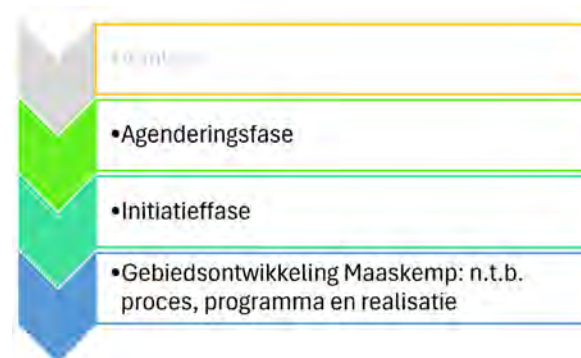 •Agenderingsfase
•Initiatieffase
•Gebiedsontwikkeling Maaskemp: n.t.b.
proces, programma en realisatie